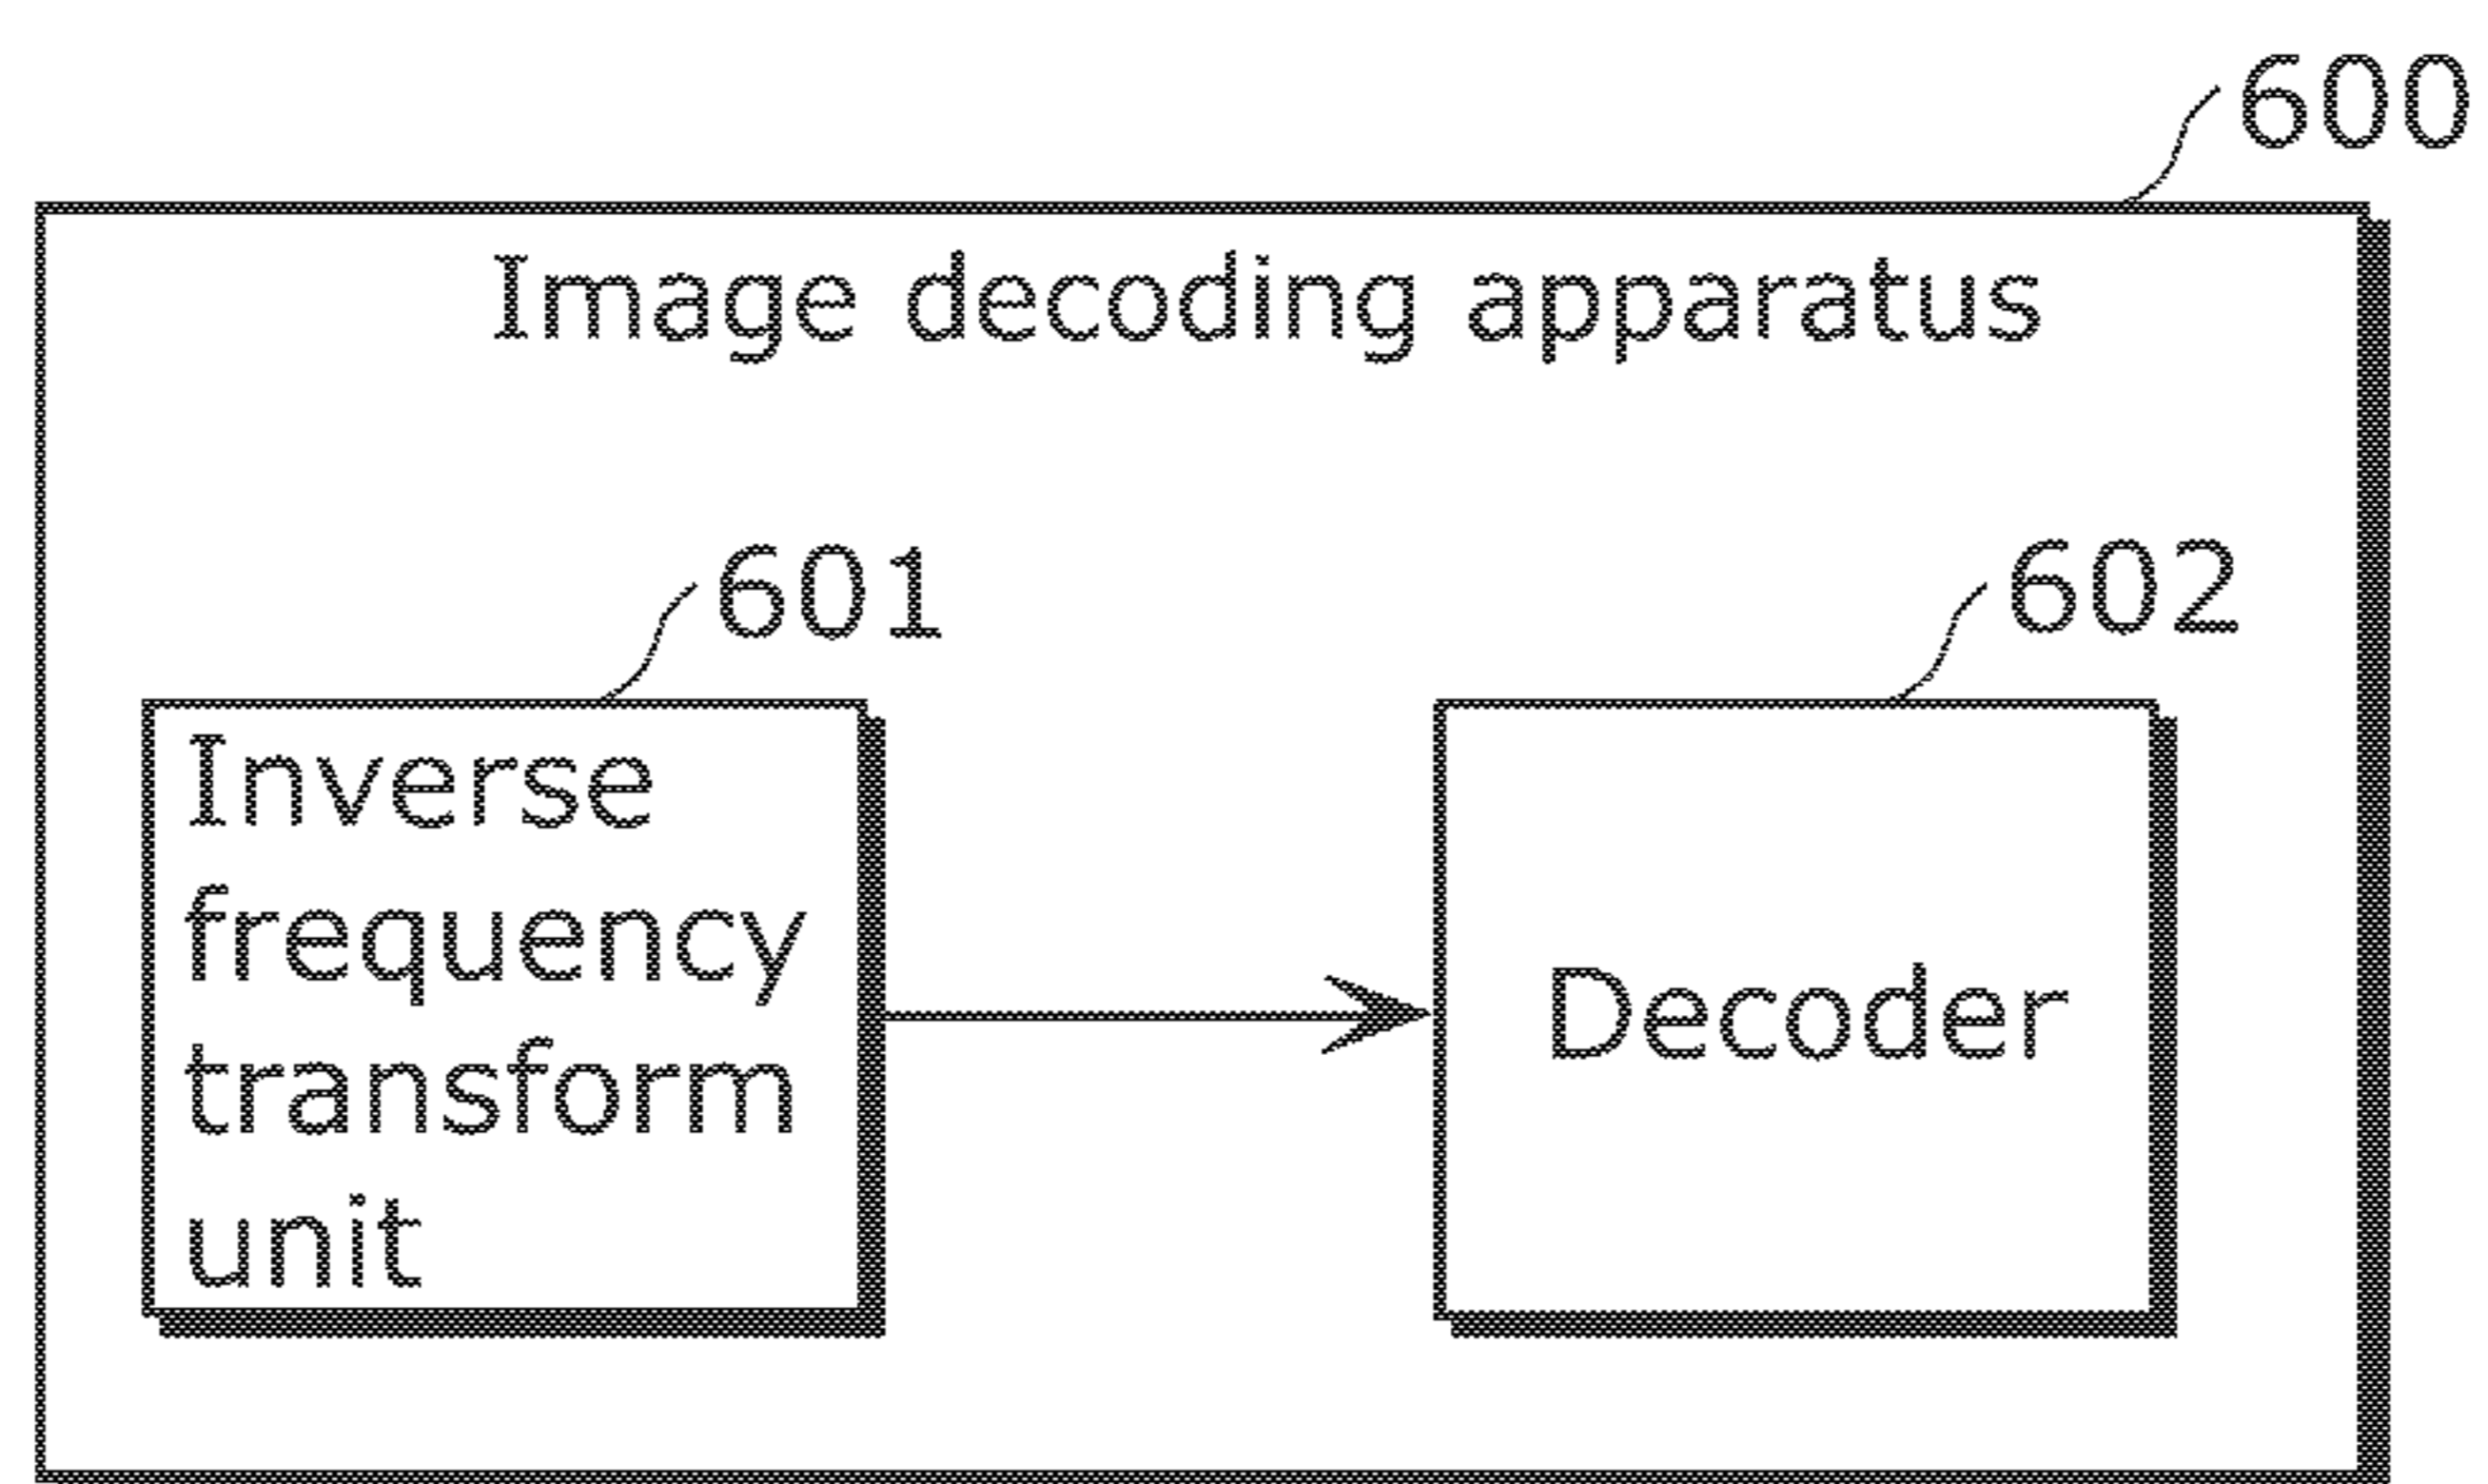 600
Image decoding apparatus
601
602
Inverse
frequency
transform
unit
Decoder